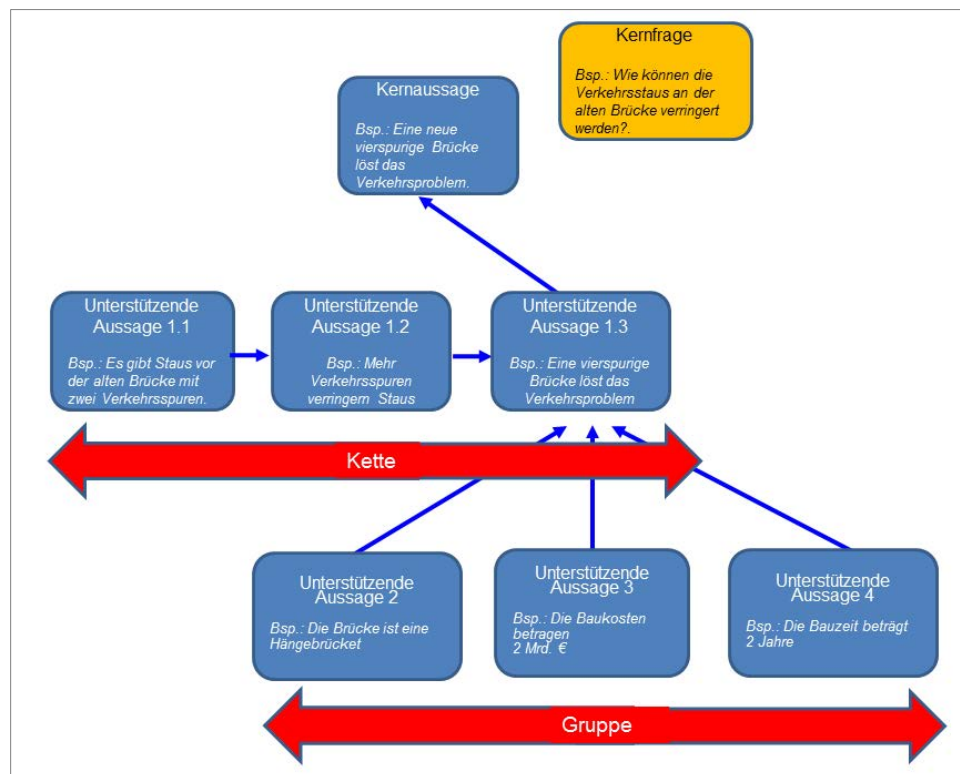 Kernfrage
Bsp.: Wie können die
Verkehrsstaus an der
alten Brücke verringert
werden?.
Kernaussage
Bsp.: Eine neue
vierspurige Brücke
löst das
Verkehrsproblem.
Unterstützende
Aussage 1.1
Bsp.: Es gibt Staus vor
der alten Brücke mit
zwei Verkehrsspuren.
Unterstützende
Aussage 1.2
Bsp.: Mehr
Verkehrsspuren
verringern Staus
Unterstützende
Aussage 1.3
Bsp.: Eine vierspurige
Brücke löst das
Verkehrsproblem
Kette
Unterstützende
Aussage 2
Bsp.: Die Brücke ist eine
Hängebrücket
Unterstützende
Aussage 3
Bsp.: Die Baukosten
betragen
2 Mrd. €
Unterstützende
Aussage 4
Bsp.: Die Bauzeit beträgt
2 Jahre
Gruppe